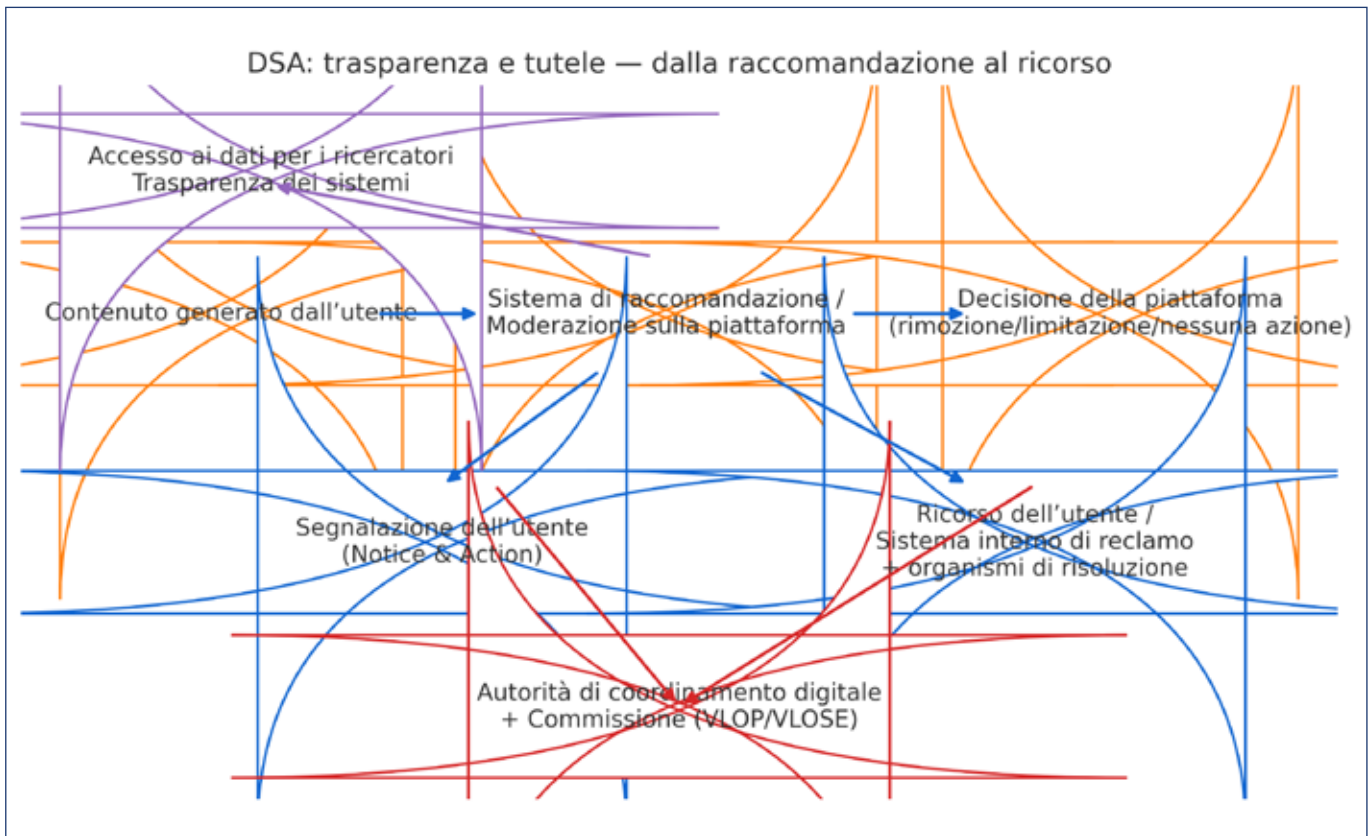 DSA: trasparenza e tutele — dalla raccomandazione al ricorso
Accesso ai dati per i ricercatori
Trasparenza dei sistemi
Contenuto generato dall’utente
Sistema di raccomandazione /
Moderazione sulla piattaforma
Decisione della piattaforma
(rimozione/limitazione/nessuna azione)
Segnalazione dell’utente
(Notice & Action)
Ricorso dell’utente /
Sistema interno di reclamo
+ organismi di risoluzione
Autorità di coordinamento digitale
+ Commissione (VLOP/VLOSE)